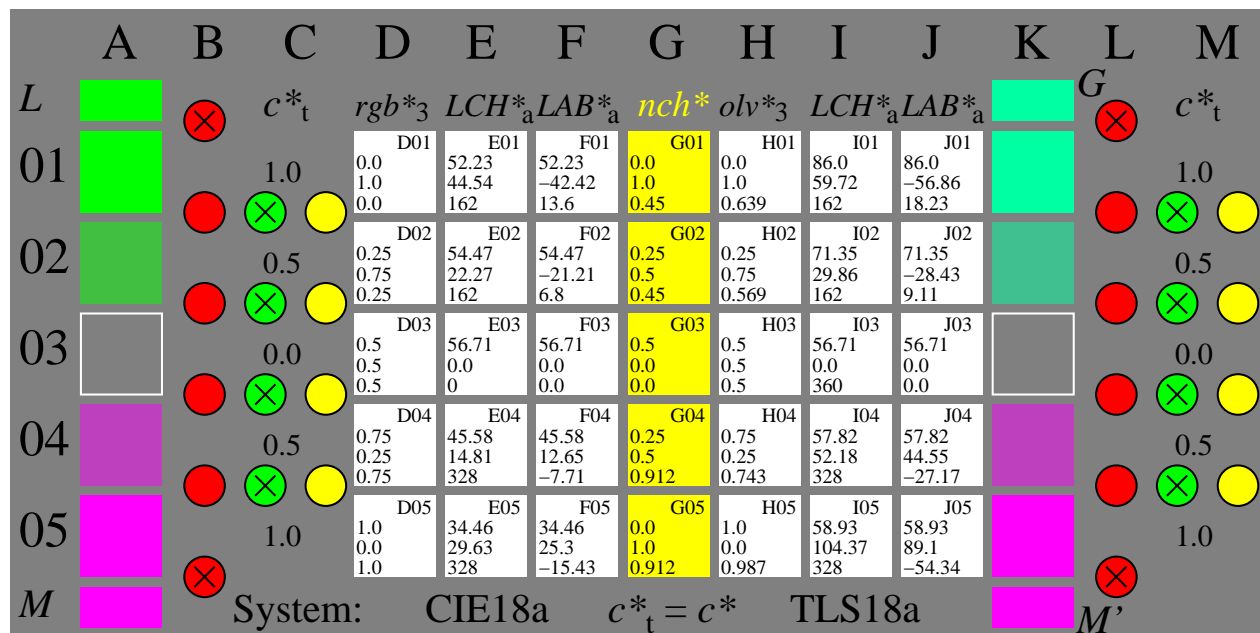 A B C D E F G H I J K L M
L c*t rgb*3 LCH*a LAB*a nch* olv*3 LCH*a LAB*a G c*t
01 1.0 1.0
D01 E01 F01 G01 H01 I01 J01
0.0 52.23 52.23 0.0 0.0 86.0 86.0
1.0 44.54 −42.42 1.0 1.0 59.72 −56.86
0.0 162 13.6 0.45 0.639 162 18.23
02 0.5 0.5
D02 E02 F02 G02 H02 I02 J02
0.25 54.47 54.47 0.25 0.25 71.35 71.35
0.75 22.27 −21.21 0.5 0.75 29.86 −28.43
0.25 162 6.8 0.45 0.569 162 9.11
03 0.0 0.0
D03 E03 F03 G03 H03 I03 J03
0.5 56.71 56.71 0.5 0.5 56.71 56.71
0.5 0.0 0.0 0.0 0.5 0.0 0.0
0.5 0 0.0 0.0 0.5 360 0.0
04 0.5 0.5
D04 E04 F04 G04 H04 I04 J04
0.75 45.58 45.58 0.25 0.75 57.82 57.82
0.25 14.81 12.65 0.5 0.25 52.18 44.55
0.75 328 −7.71 0.912 0.743 328 −27.17
05 1.0 1.0
D05 E05 F05 G05 H05 I05 J05
1.0 34.46 34.46 0.0 1.0 58.93 58.93
0.0 29.63 25.3 1.0 0.0 104.37 89.1
1.0 328 −15.43 0.912 0.987 328 −54.34
M System: CIE18a c*t = c* TLS18a M'